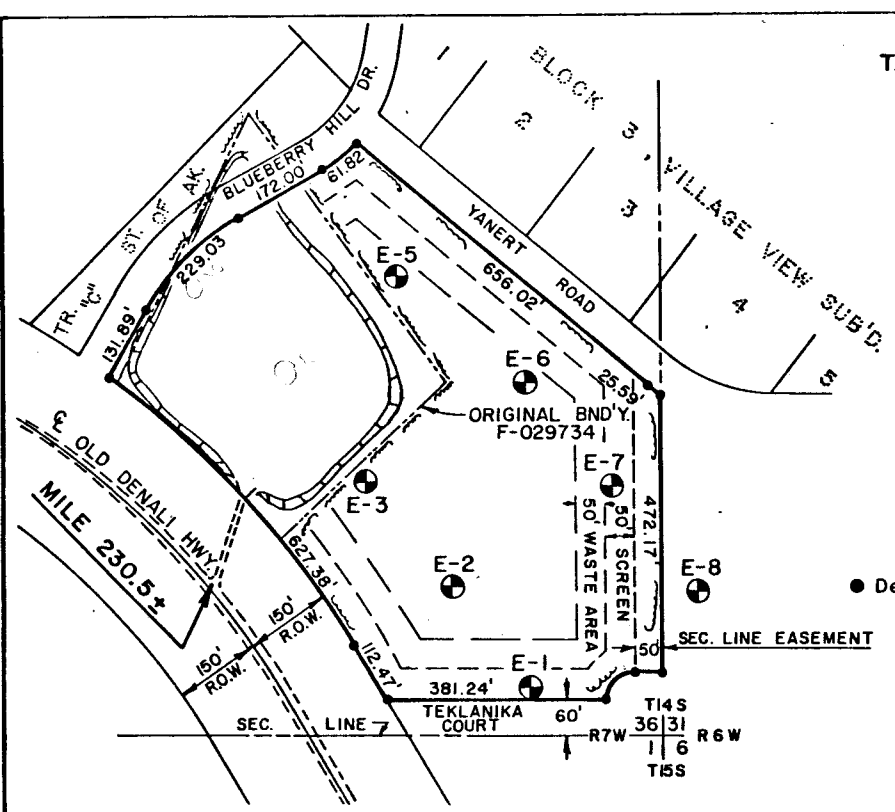 BLOCK 3, VILLAGE VIEW SUB'D.
1
2
3
4
5
TR. "C" ST. OF AK.
BLUEBERRY HILL DR.
172.00'
61.82
229.03
131.89'
YANERT ROAD
656.02'
25.59'
E-5
E-6
ORIGINAL BND'Y.
F-029734
E-7
E-3
E-2
E-8
E-1
472.17
50' SCREEN
50' WASTE AREA
50'
SEC. LINE EASEMENT
℄ OLD DENALI HWY.
MILE 230.5±
627.38'
112.47'
150'
R.O.W.
150'
R.O.W.
381.24'
TEKLANIKA
COURT
60'
SEC. LINE
T14S
36 31
R7W R6W
1 6
T15S